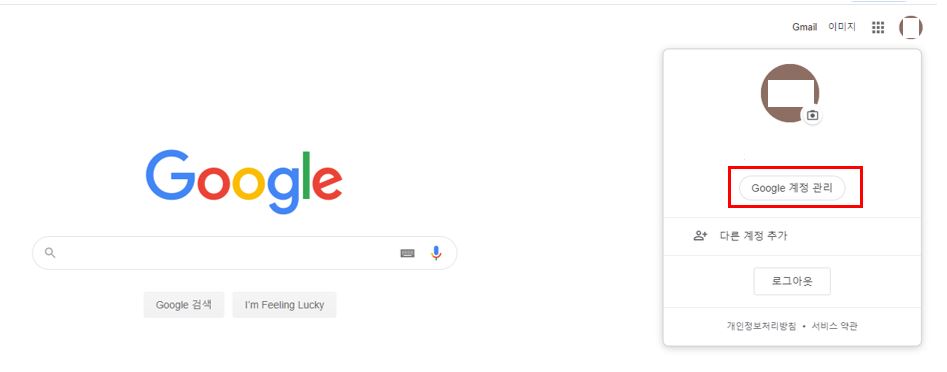 Gmail 이미지
Google
Google 계정 관리
다른 계정 추가
로그아웃
개인정보처리방침 • 서비스 약관
Google 검색 I'm Feeling Lucky